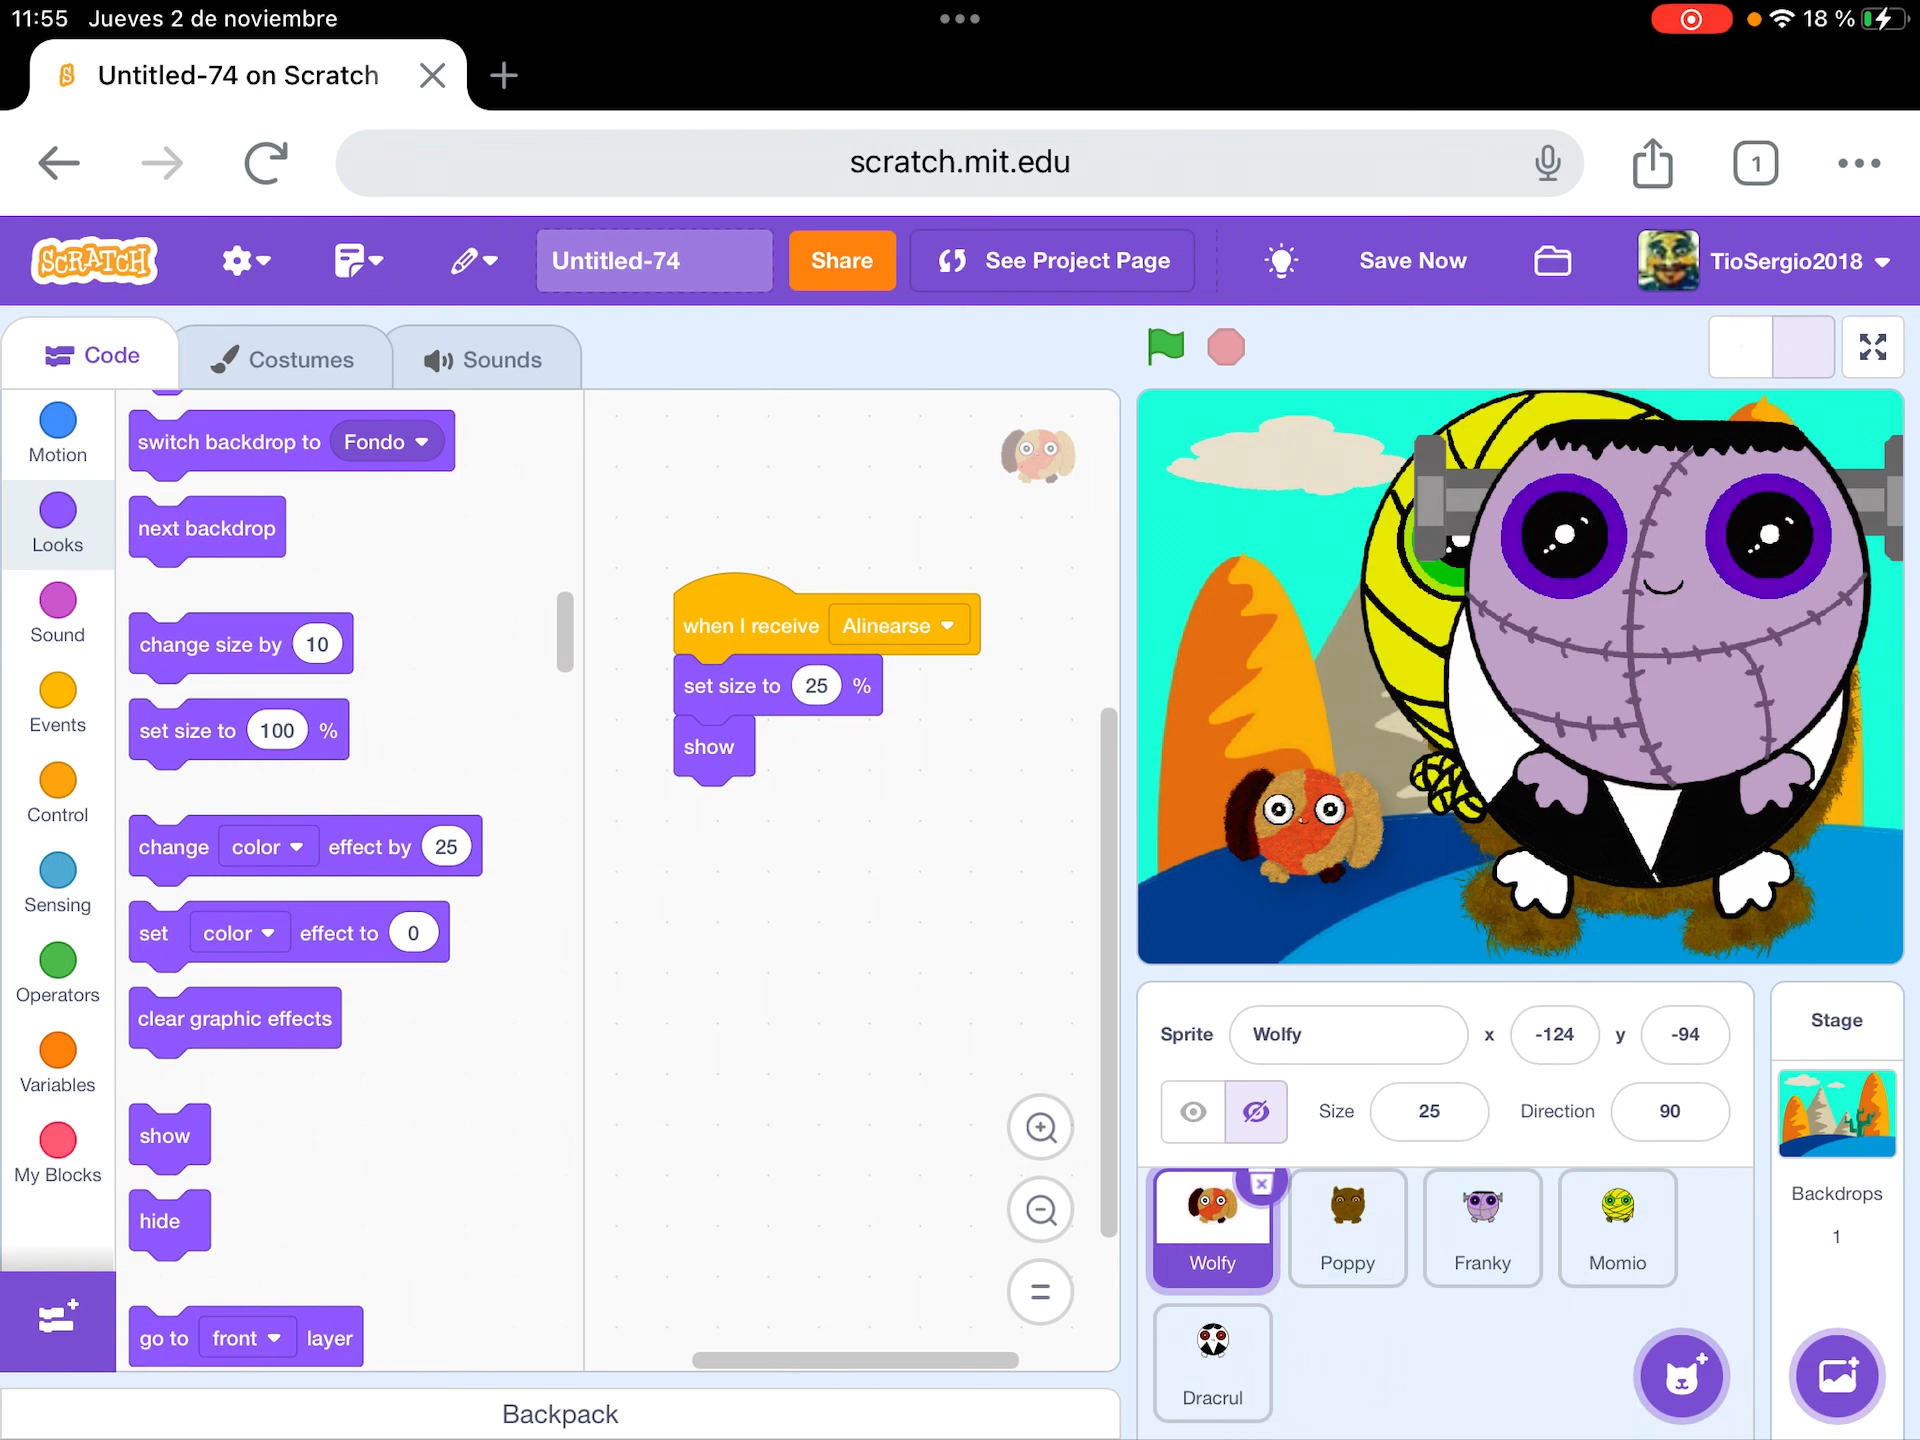 11:55 Jueves 2 de noviembre
18 %
Untitled-74 on Scratch
scratch.mit.edu
1
SCRATCH
Untitled-74
Share
See Project Page
Save Now
TioSergio2018
Code
Costumes
Sounds
Motion
Looks
Sound
Events
Control
Sensing
Operators
Variables
My Blocks
switch backdrop to Fondo
next backdrop
change size by 10
set size to 100 %
change color effect by 25
set color effect to 0
clear graphic effects
show
hide
go to front layer
when I receive Alinearse
set size to 25 %
show
Backpack
Sprite Wolfy x -124 y -94
Size 25 Direction 90
Wolfy
Poppy
Franky
Momio
Dracrul
Stage
Backdrops
1